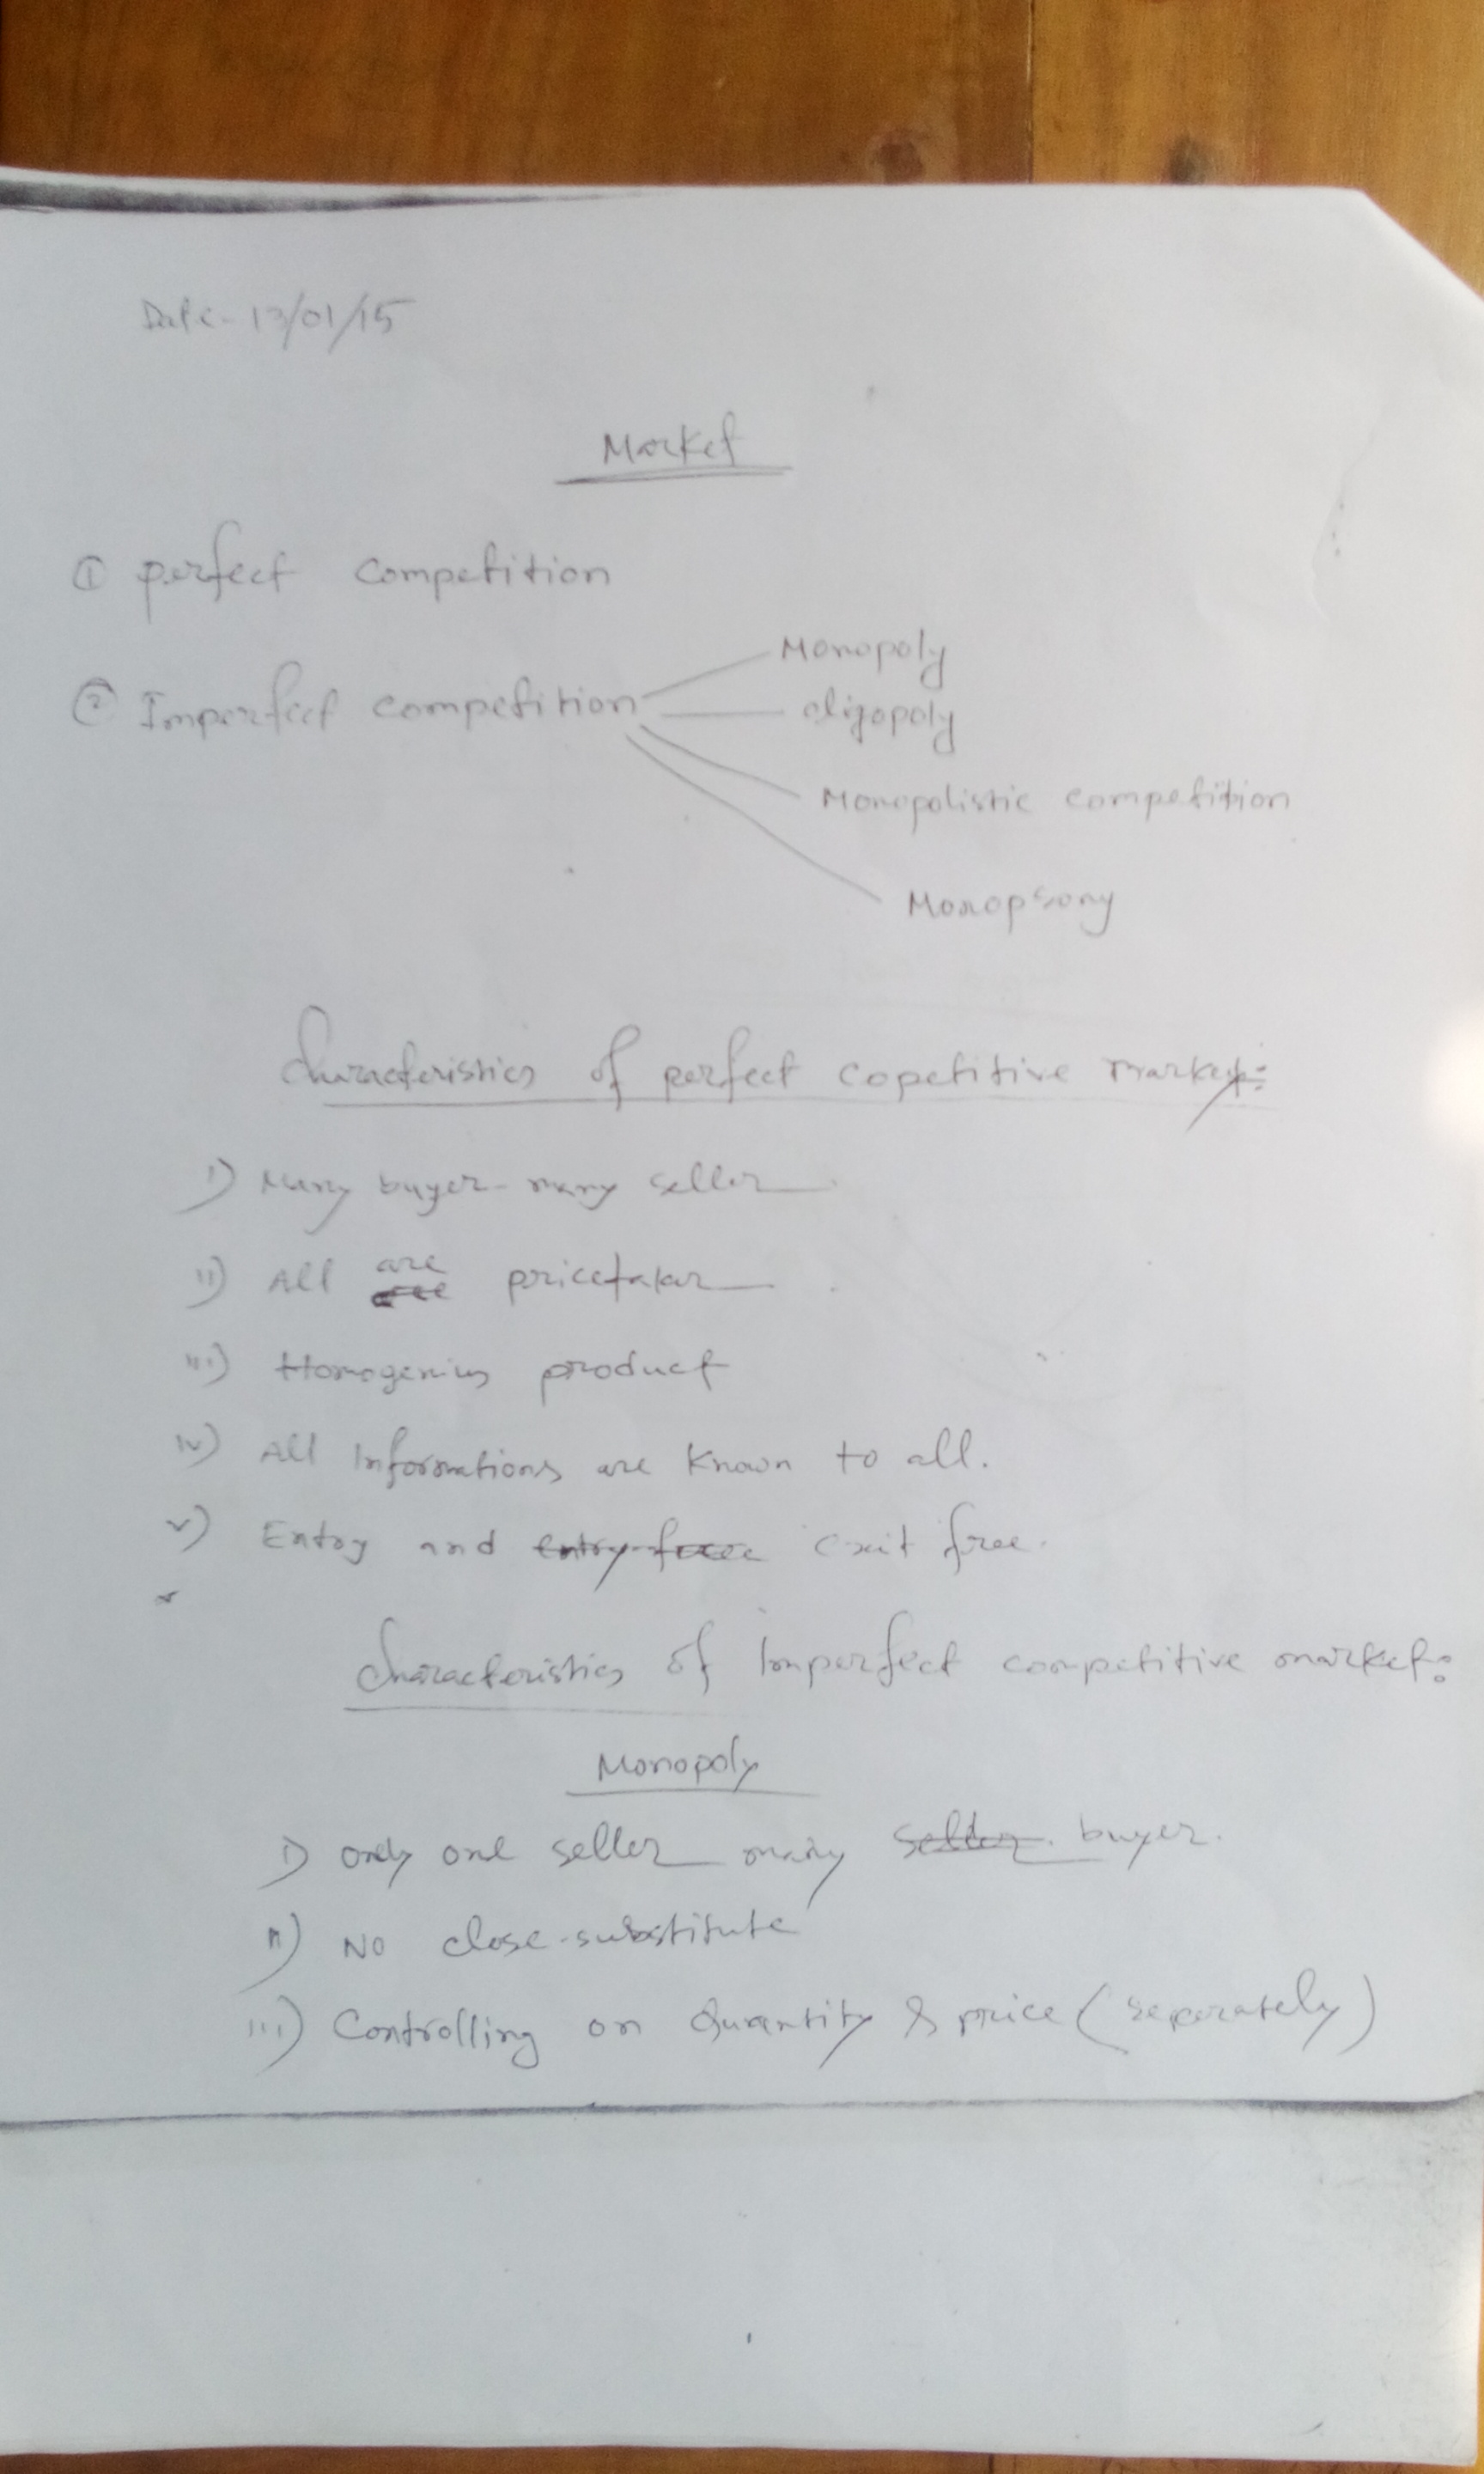 Date- 13/01/15
Market
① perfect competition
② Imperfect competition
Monopoly
oligopoly
Monopolistic competition
Monopsony
Characteristics of perfect copetitive market:
i) Many buyer-many seller
ii) All are pricetaker
iii) Homogenius product
iv) All Informations are known to all.
v) Entry and entry free exit free.
Characteristics of Imperfect competitive market:
Monopoly
i) only one seller many seller. buyer.
ii) No close-substitute
iii) Controlling on Quantity & price (seperately)